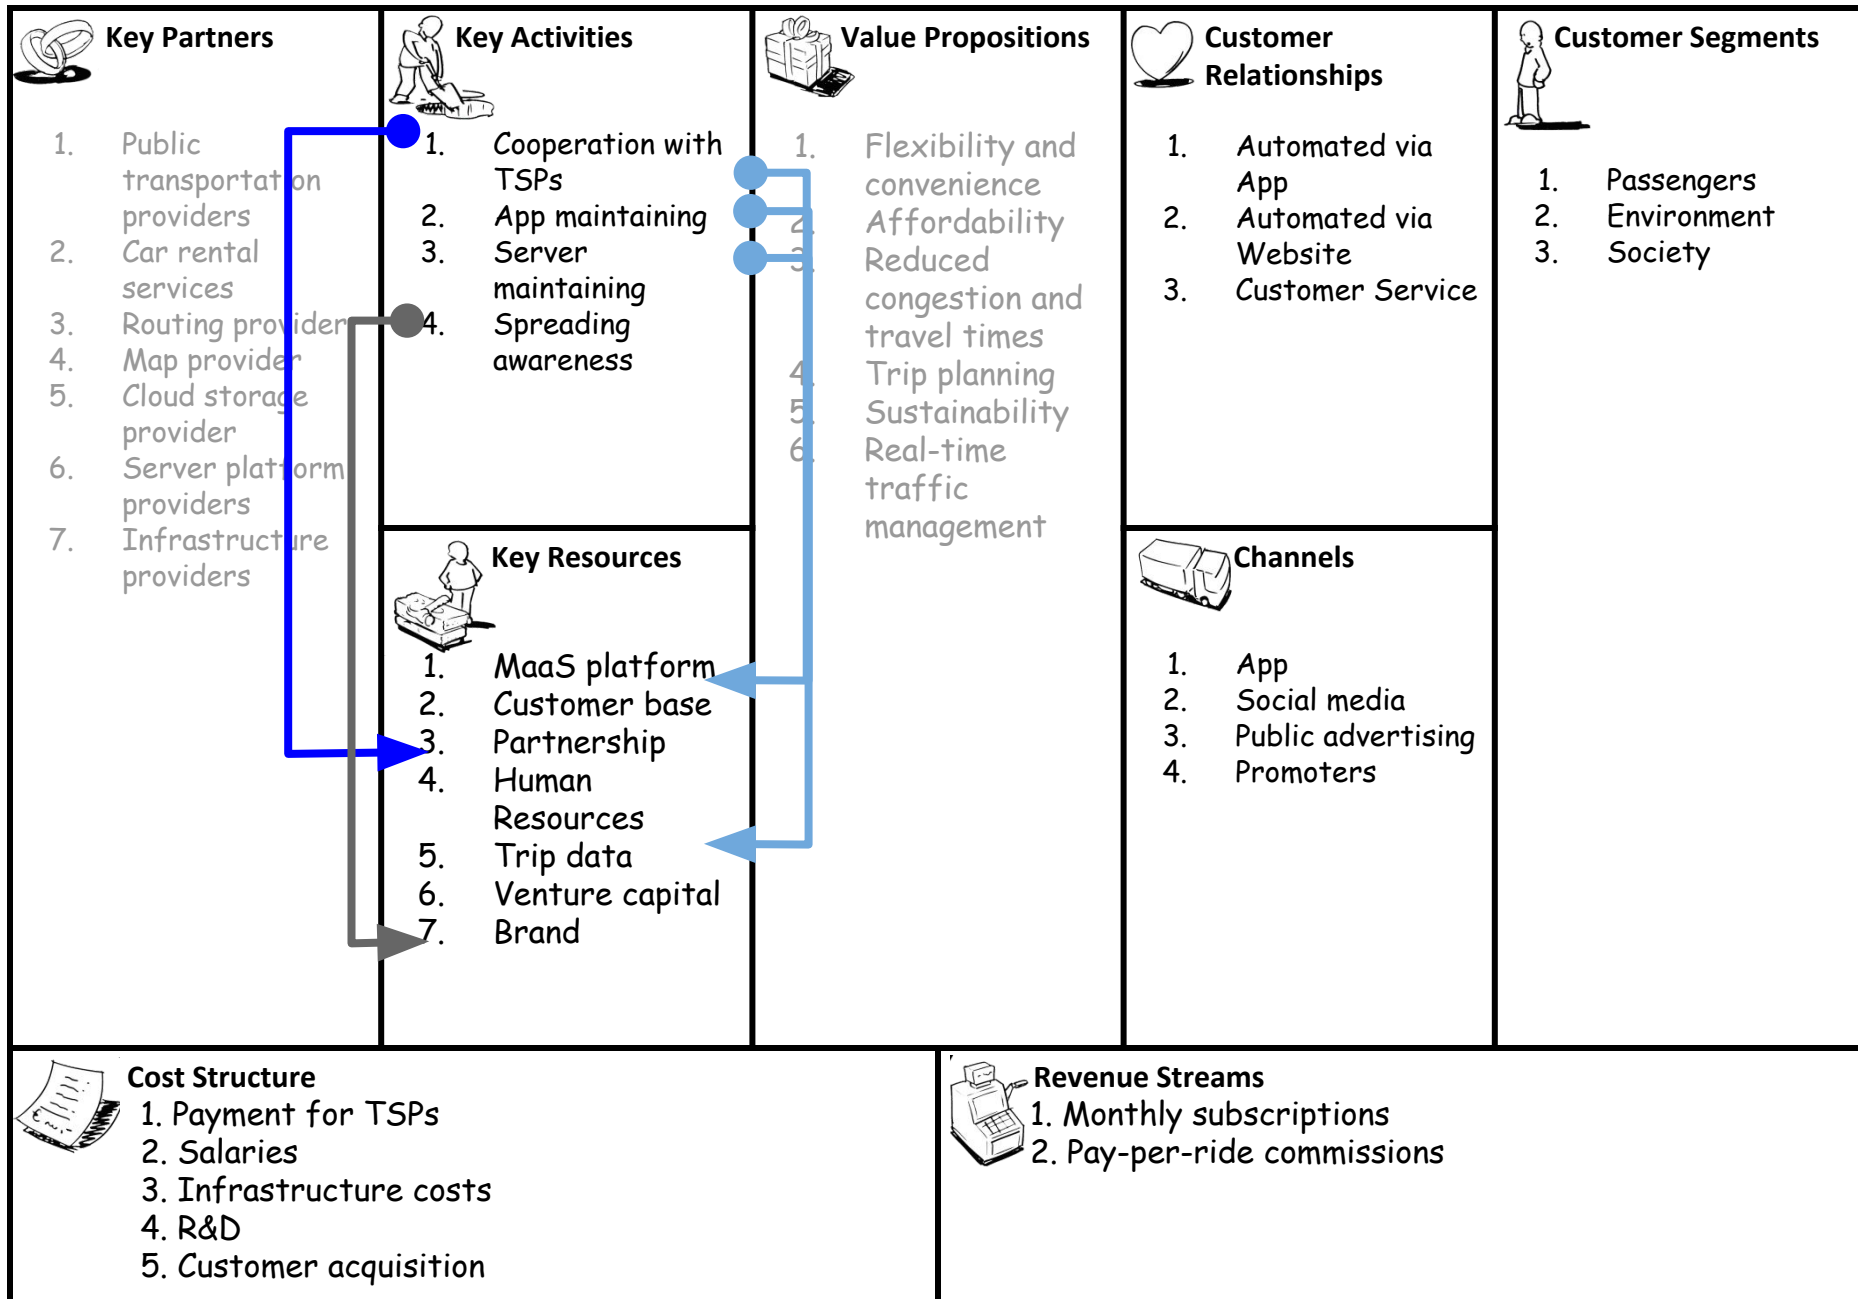 Key Partners
1. Public
transportation
providers
2. Car rental
services
3. Routing provider
4. Map provider
5. Cloud storage
provider
6. Server platform
providers
7. Infrastructure
providers
Key Activities
1. Cooperation with
TSPs
2. App maintaining
3. Server
maintaining
4. Spreading
awareness
Key Resources
1. MaaS platform
2. Customer base
3. Partnership
4. Human
Resources
5. Trip data
6. Venture capital
7. Brand
Value Propositions
1. Flexibility and
convenience
2. Affordability
3. Reduced
congestion and
travel times
4. Trip planning
5. Sustainability
6. Real-time
traffic
management
Customer
Relationships
1. Automated via
App
2. Automated via
Website
3. Customer Service
Channels
1. App
2. Social media
3. Public advertising
4. Promoters
Customer Segments
1. Passengers
2. Environment
3. Society
Cost Structure
1. Payment for TSPs
2. Salaries
3. Infrastructure costs
4. R&D
5. Customer acquisition
Revenue Streams
1. Monthly subscriptions
2. Pay-per-ride commissions